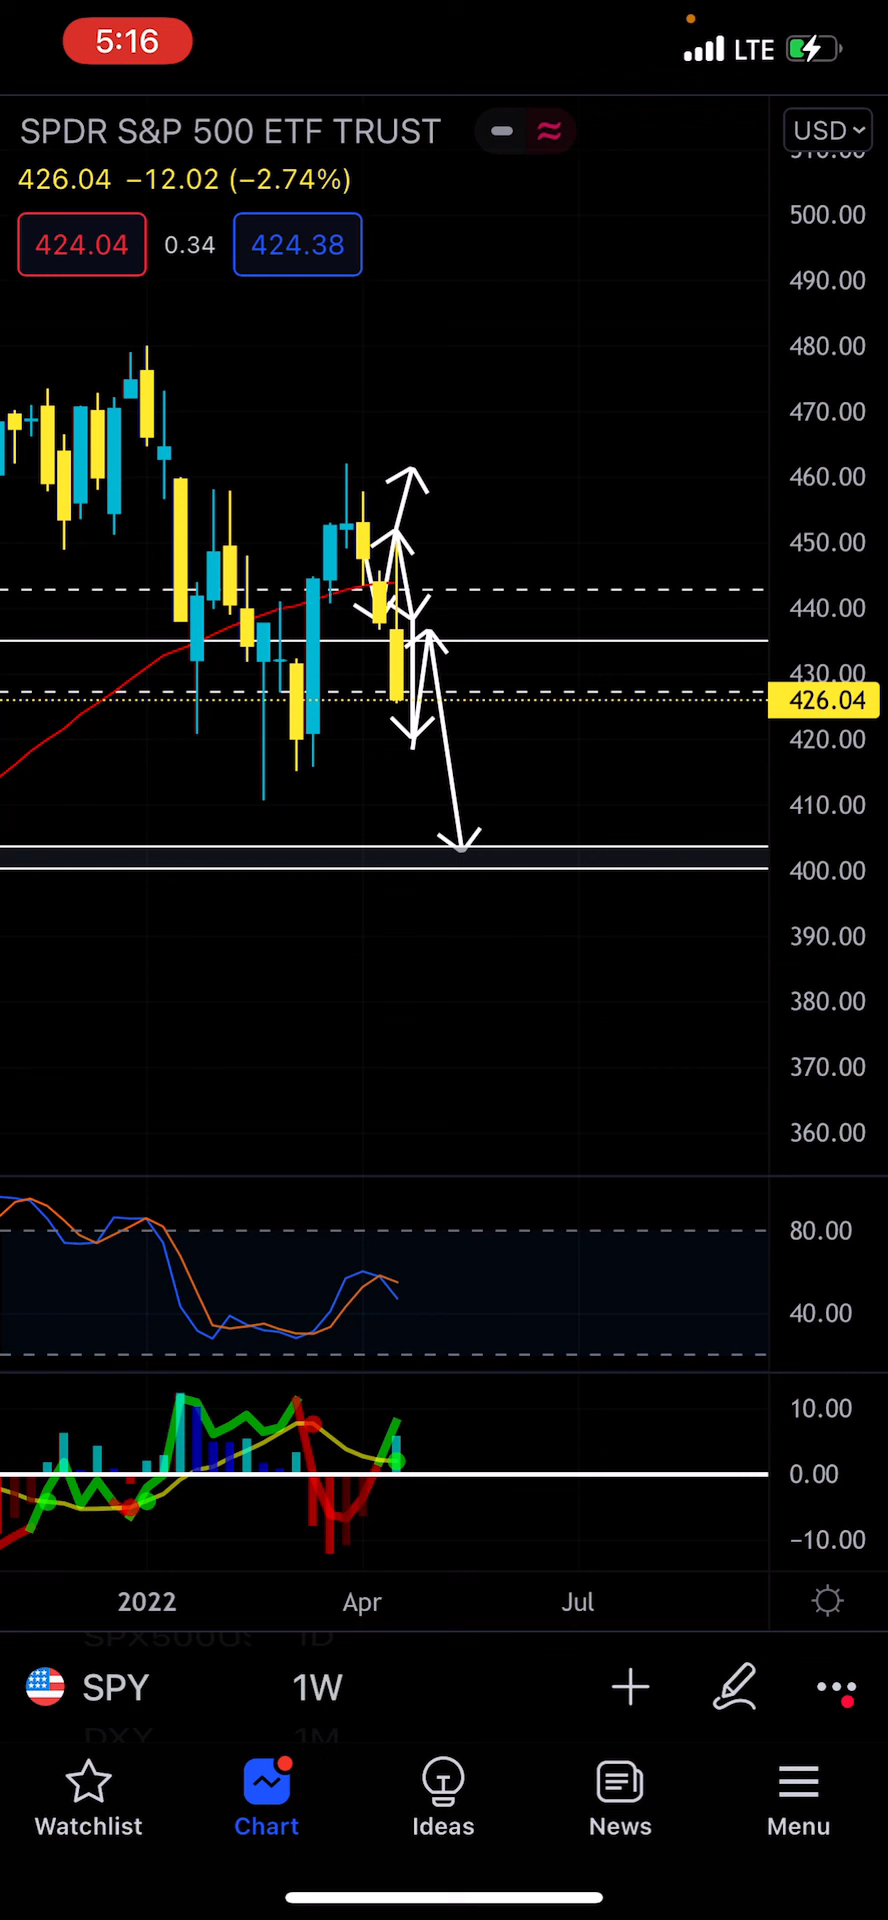 5:16
LTE
SPDR S&P 500 ETF TRUST
USD
426.04 −12.02 (−2.74%)
424.04 0.34 424.38
500.00
490.00
480.00
470.00
460.00
450.00
440.00
430.00
426.04
420.00
410.00
400.00
390.00
380.00
370.00
360.00
80.00
40.00
10.00
0.00
−10.00
2022 Apr Jul
SPY 1W
DXY 1M
Watchlist Chart Ideas News Menu